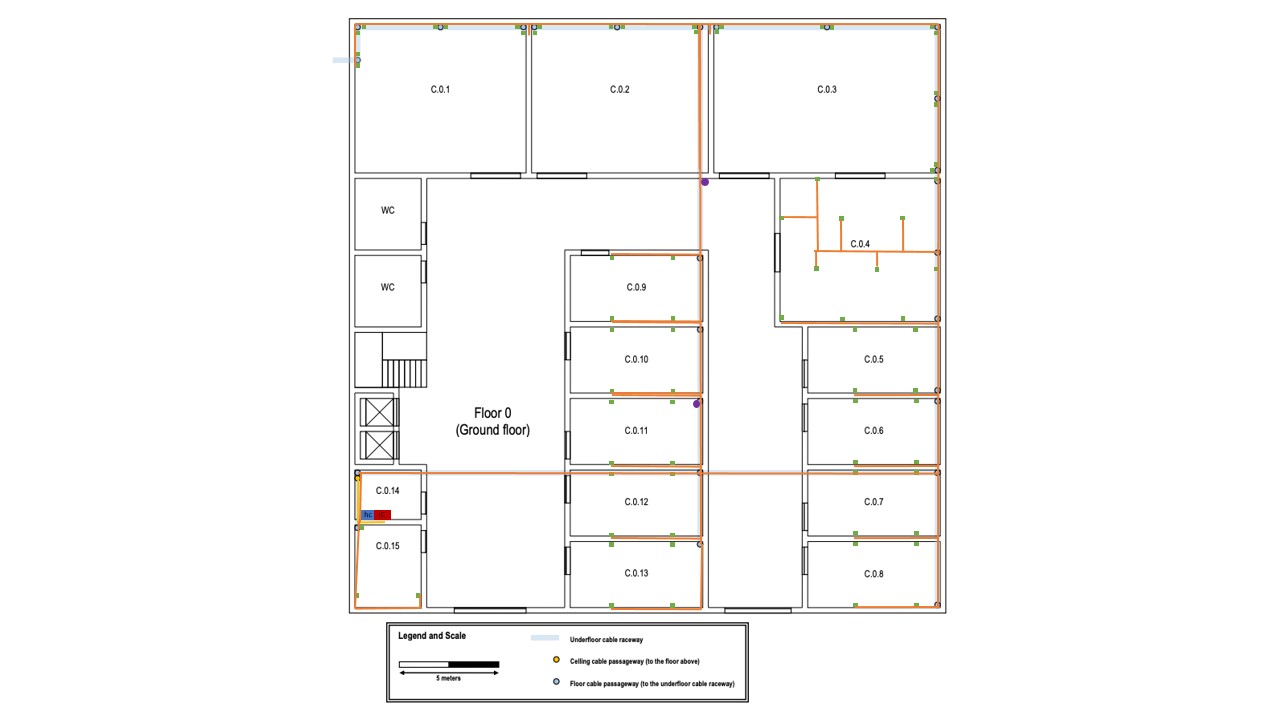 C.0.1
C.0.2
C.0.3
WC
C.0.4
WC
C.0.9
C.0.10
C.0.5
Floor 0
(Ground floor)
C.0.11
C.0.6
C.0.14
C.0.12
C.0.7
hc
C.0.15
C.0.13
C.0.8
Legend and Scale
Underfloor cable raceway
Ceiling cable passageway (to the floor above)
5 meters
Floor cable passageway (to the underfloor cable raceway)